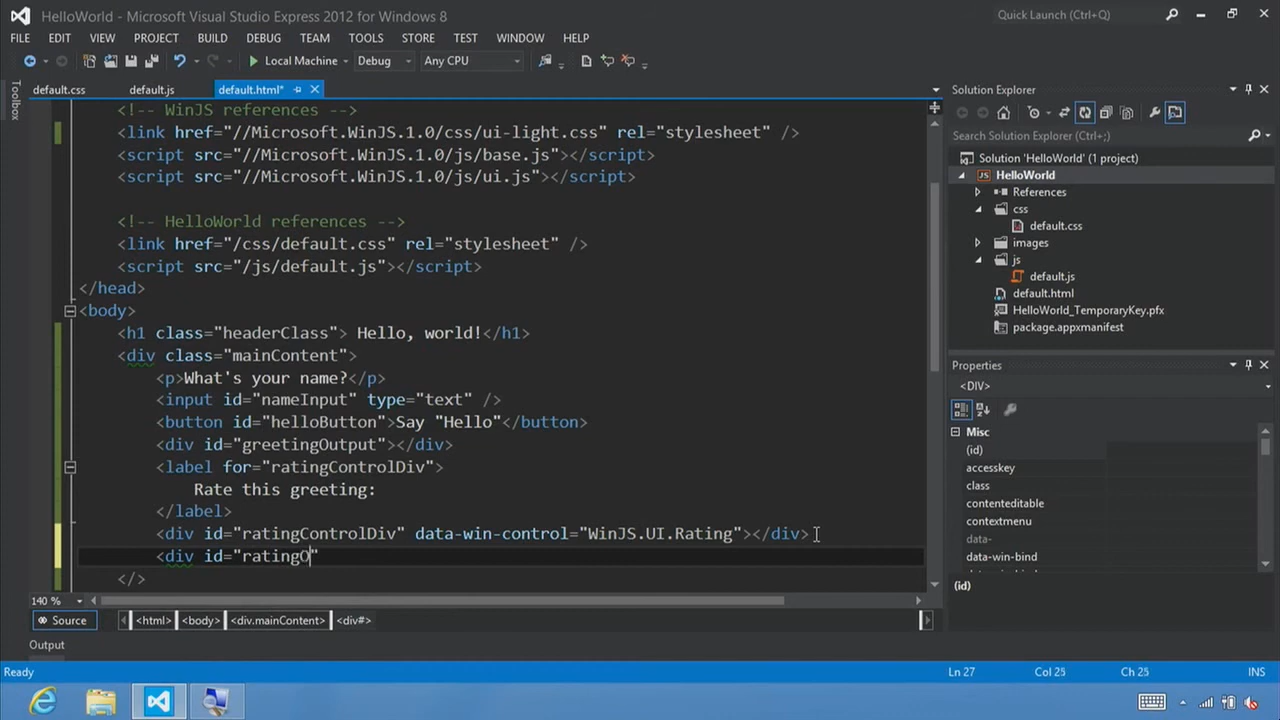 HelloWorld - Microsoft Visual Studio Express 2012 for Windows 8
Quick Launch (Ctrl+Q)
FILE EDIT VIEW PROJECT BUILD DEBUG TEAM TOOLS STORE TEST WINDOW HELP
Local Machine Debug Any CPU
Toolbox
default.css default.js default.html*
<!-- WinJS references -->
<link href="//Microsoft.WinJS.1.0/css/ui-light.css" rel="stylesheet" />
<script src="//Microsoft.WinJS.1.0/js/base.js"></script>
<script src="//Microsoft.WinJS.1.0/js/ui.js"></script>
<!-- HelloWorld references -->
<link href="/css/default.css" rel="stylesheet" />
<script src="/js/default.js"></script>
</head>
<body>
<h1 class="headerClass"> Hello, world!</h1>
<div class="mainContent">
<p>What's your name?</p>
<input id="nameInput" type="text" />
<button id="helloButton">Say "Hello"</button>
<div id="greetingOutput"></div>
<label for="ratingControlDiv">
Rate this greeting:
</label>
<div id="ratingControlDiv" data-win-control="WinJS.UI.Rating"></div>
<div id="ratingO"
</>
140 %
Source <html> <body> <div.mainContent> <div#>
Output
Solution Explorer
Search Solution Explorer (Ctrl+;)
Solution 'HelloWorld' (1 project)
JS HelloWorld
References
css
default.css
images
js
default.js
default.html
HelloWorld_TemporaryKey.pfx
package.appxmanifest
Properties
<DIV>
Misc
(id)
accesskey
class
contenteditable
contextmenu
data-
data-win-bind
(id)
Ready Ln 27 Col 25 Ch 25 INS